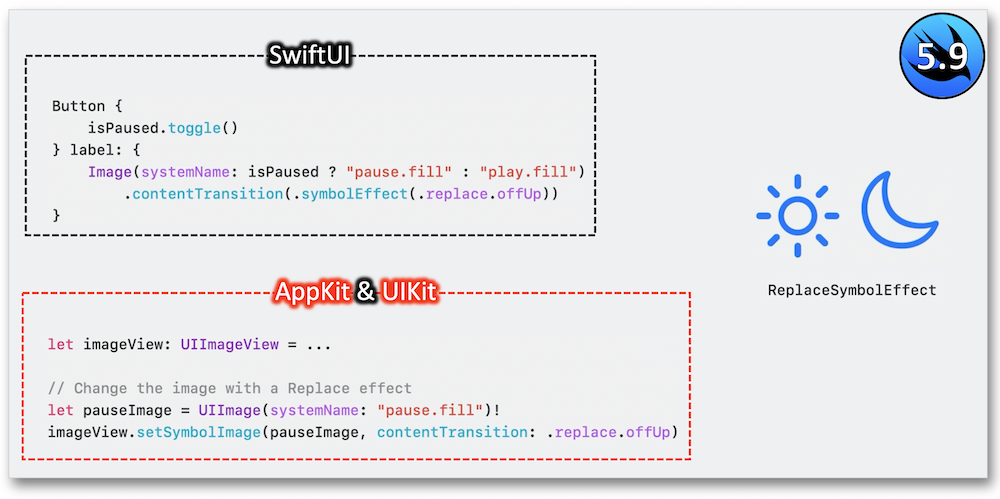 5.9
SwiftUI
Button {
    isPaused.toggle()
} label: {
    Image(systemName: isPaused ? "pause.fill" : "play.fill")
        .contentTransition(.symbolEffect(.replace.offUp))
}
ReplaceSymbolEffect
AppKit & UIKit
let imageView: UIImageView = ...
// Change the image with a Replace effect
let pauseImage = UIImage(systemName: "pause.fill")!
imageView.setSymbolImage(pauseImage, contentTransition: .replace.offUp)